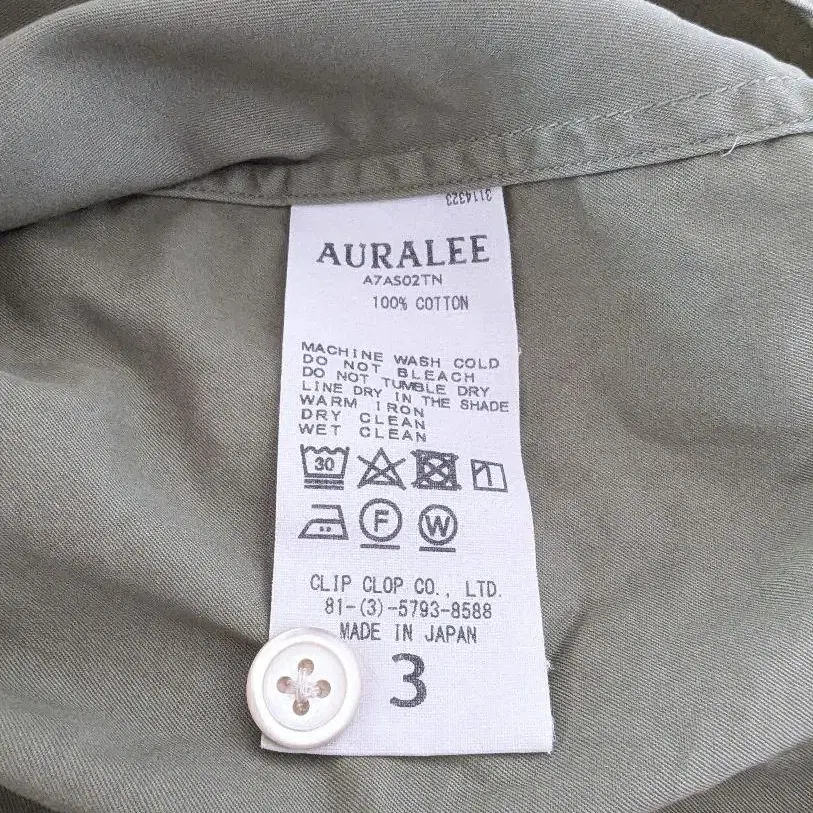 3114323
AURALEE
A7AS02TN
100% COTTON
MACHINE WASH COLD
DO NOT BLEACH
DO NOT TUMBLE DRY
LINE DRY IN THE SHADE
WARM IRON
DRY CLEAN
WET CLEAN
30
F
W
CLIP CLOP CO., LTD.
81-(3)-5793-8588
MADE IN JAPAN
3